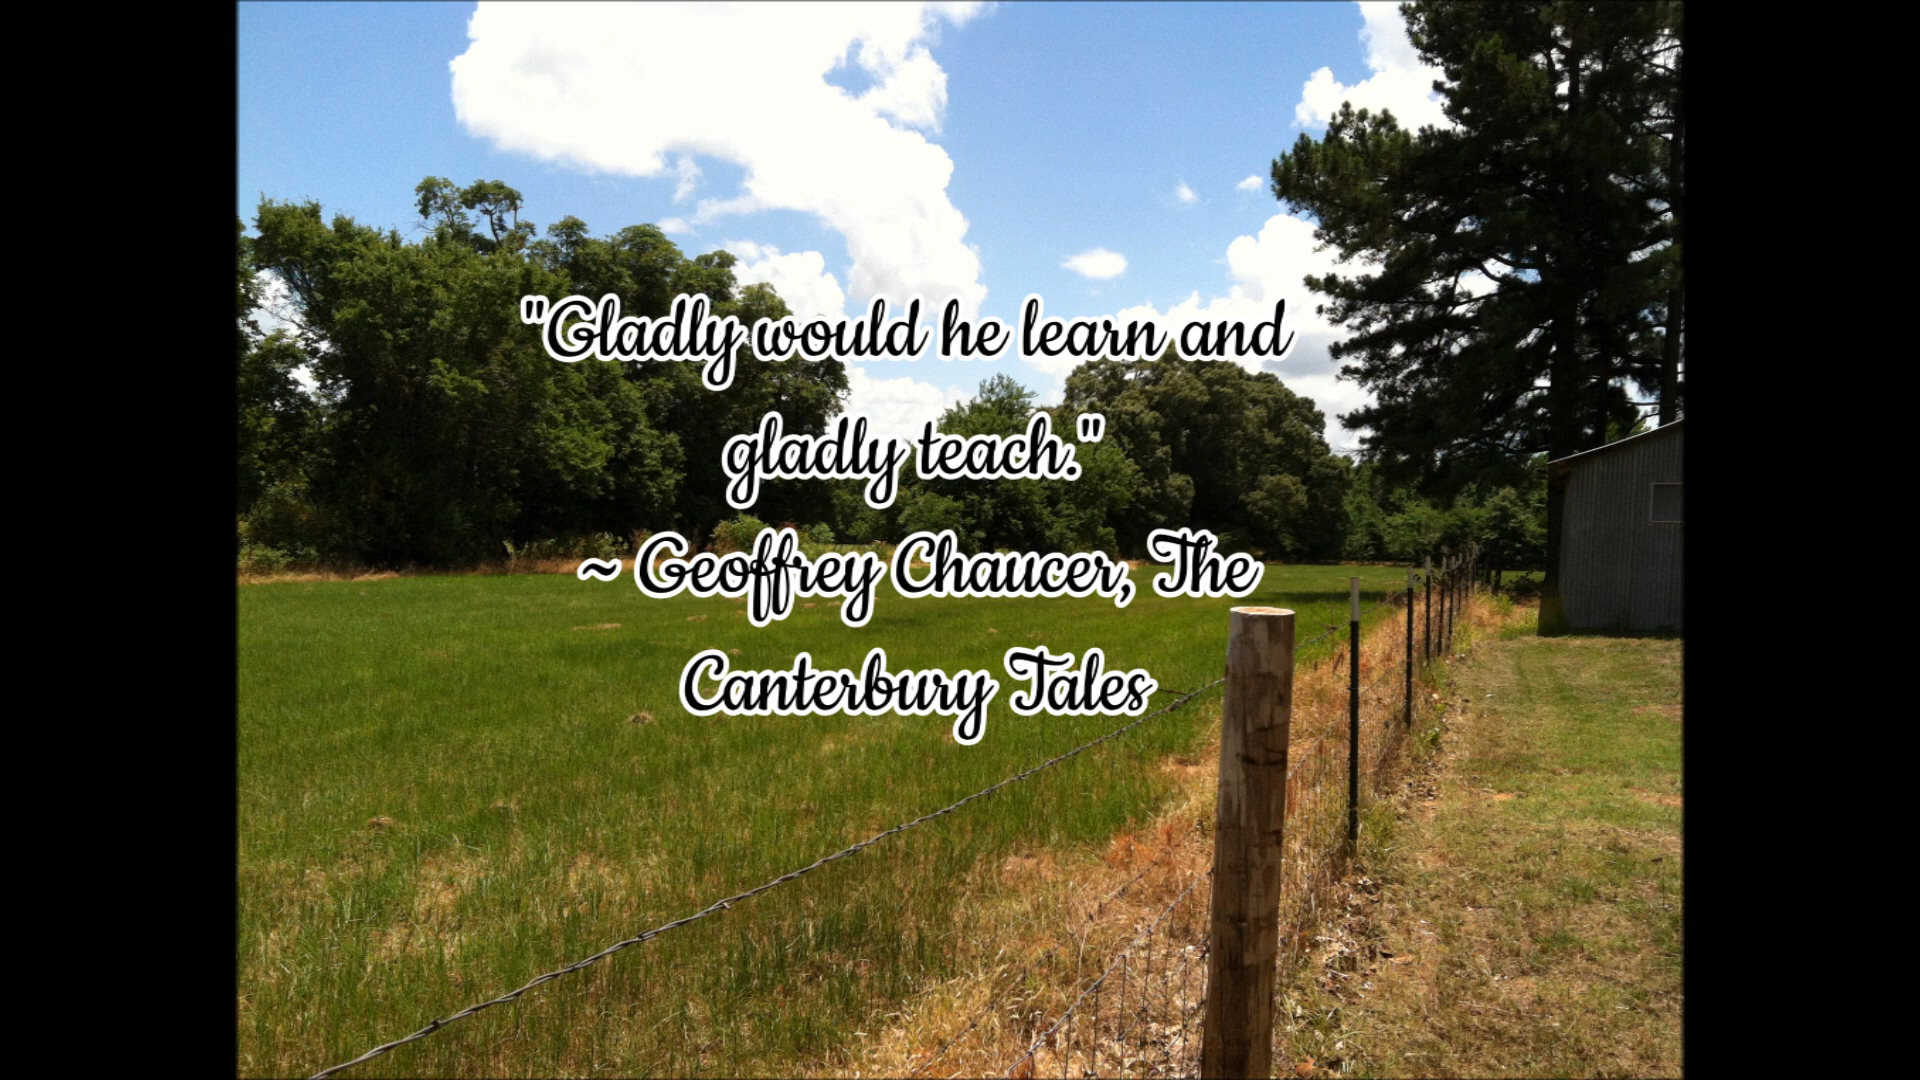 "Gladly would he learn and
gladly teach."
~ Geoffrey Chaucer, The
Canterbury Tales